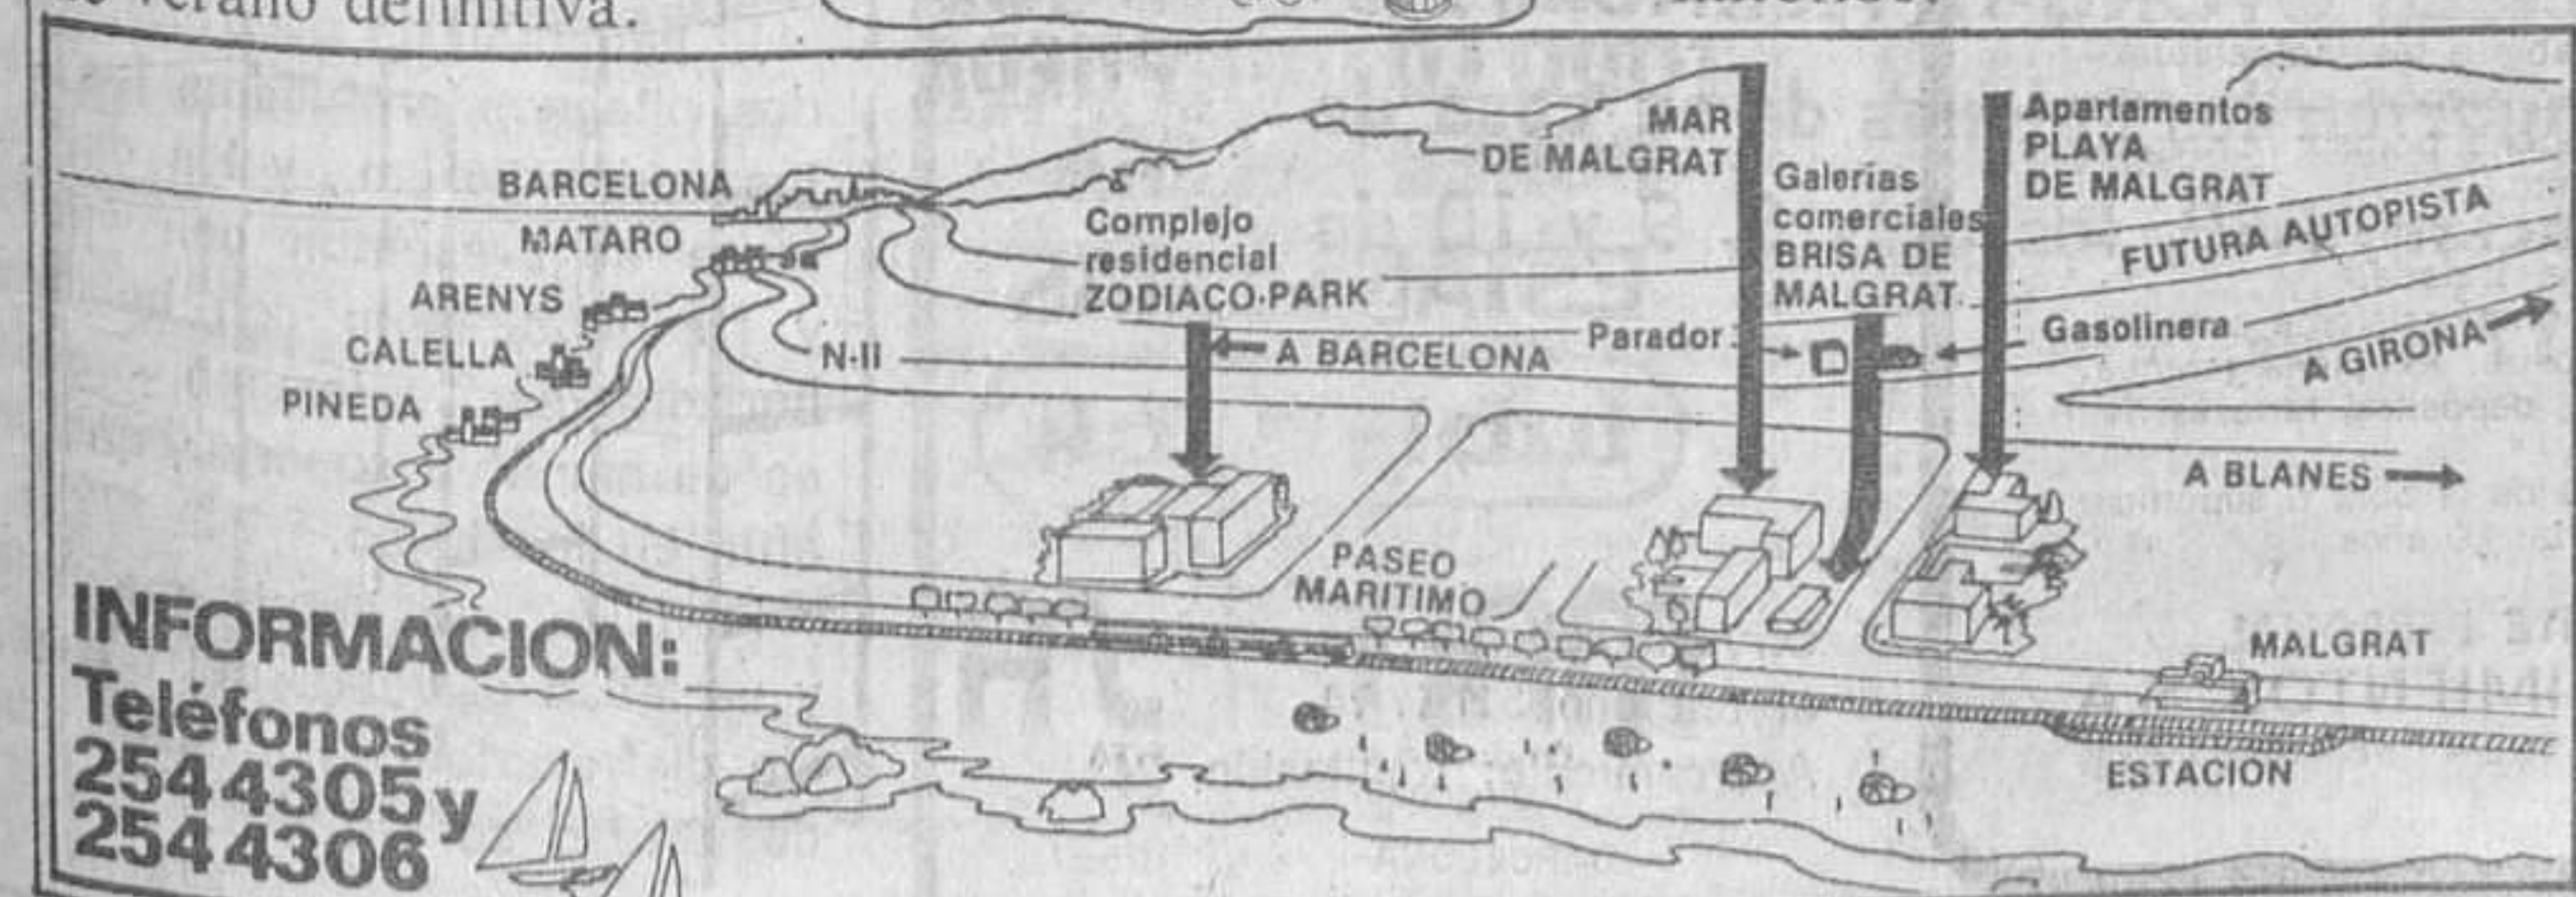 verano definitiva.
BARCELONA
MATARO
ARENYS
CALELLA
PINEDA
MAR
DE MALGRAT
Apartamentos
PLAYA
DE MALGRAT
Galerías
comerciales
BRISA DE
MALGRAT
Complejo
residencial
ZODIACO-PARK
FUTURA AUTOPISTA
N-II
A BARCELONA
Parador
Gasolinera
A GIRONA
A BLANES
PASEO
MARITIMO
MALGRAT
ESTACION
INFORMACION:
Teléfonos
2544305 y
2544306